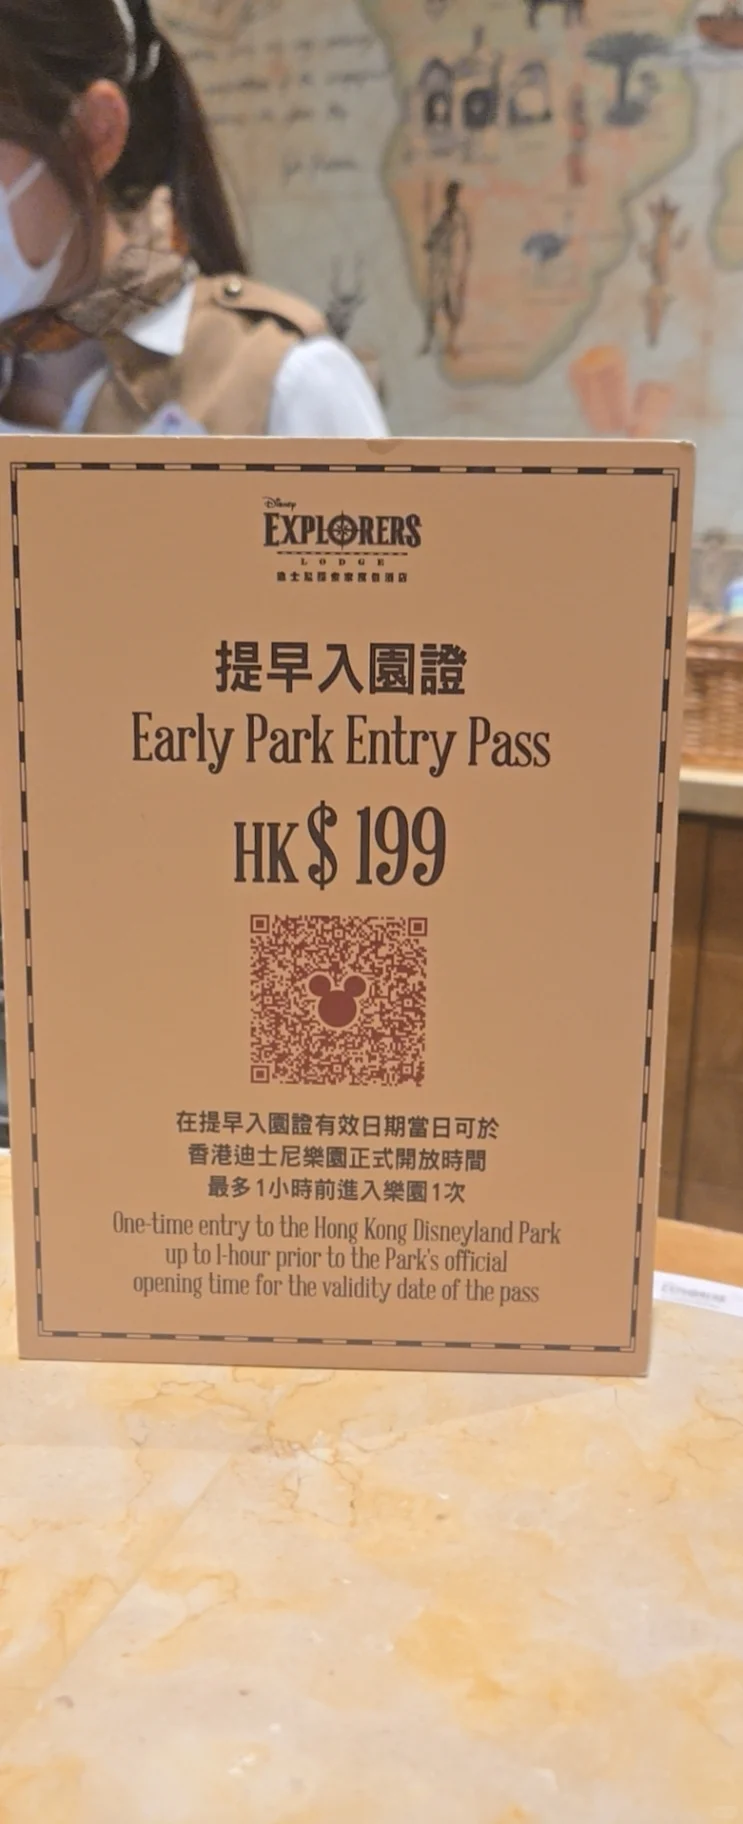 Disney
EXPLORERS
LODGE
迪士尼探索家度假酒店
提早入園證
Early Park Entry Pass
HK$ 199
在提早入園證有效日期當日可於
香港迪士尼樂園正式開放時間
最多1小時前進入樂園1次
One-time entry to the Hong Kong Disneyland Park
up to 1-hour prior to the Park's official
opening time for the validity date of the pass